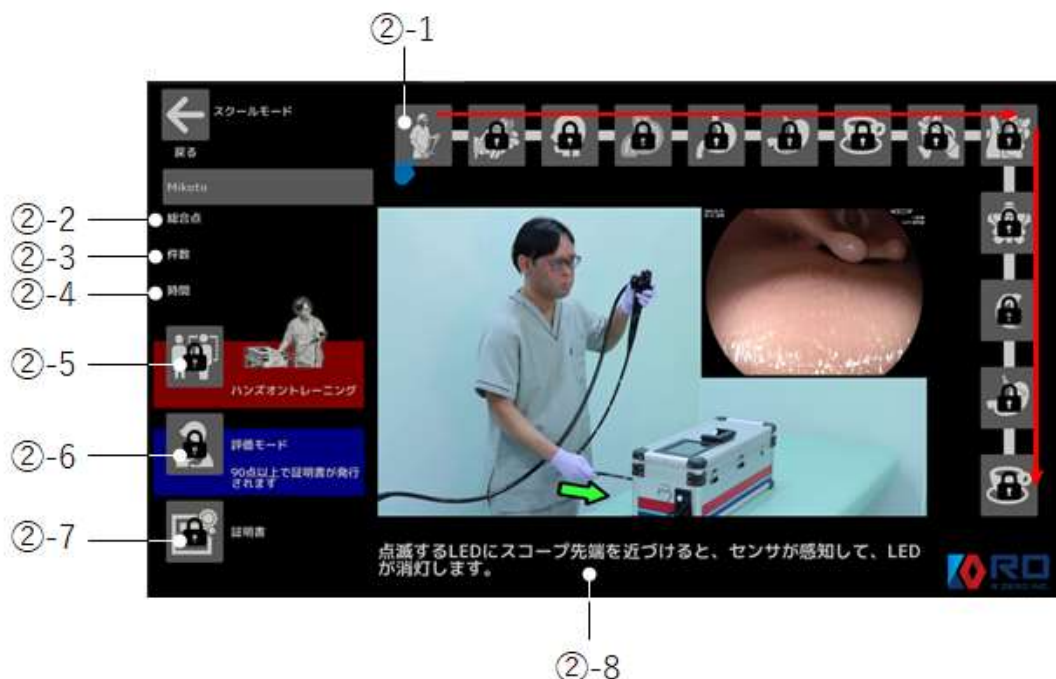 ②-1
スクールモード
戻る
Mikoto
②-2
総合点
②-3
件数
②-4
時間
②-5
ハンズオントレーニング
②-6
評価モード
90点以上で証明書が発行
されます
②-7
証明書
点滅するLEDにスコープ先端を近づけると、センサが感知して、LED
が消灯します。
②-8